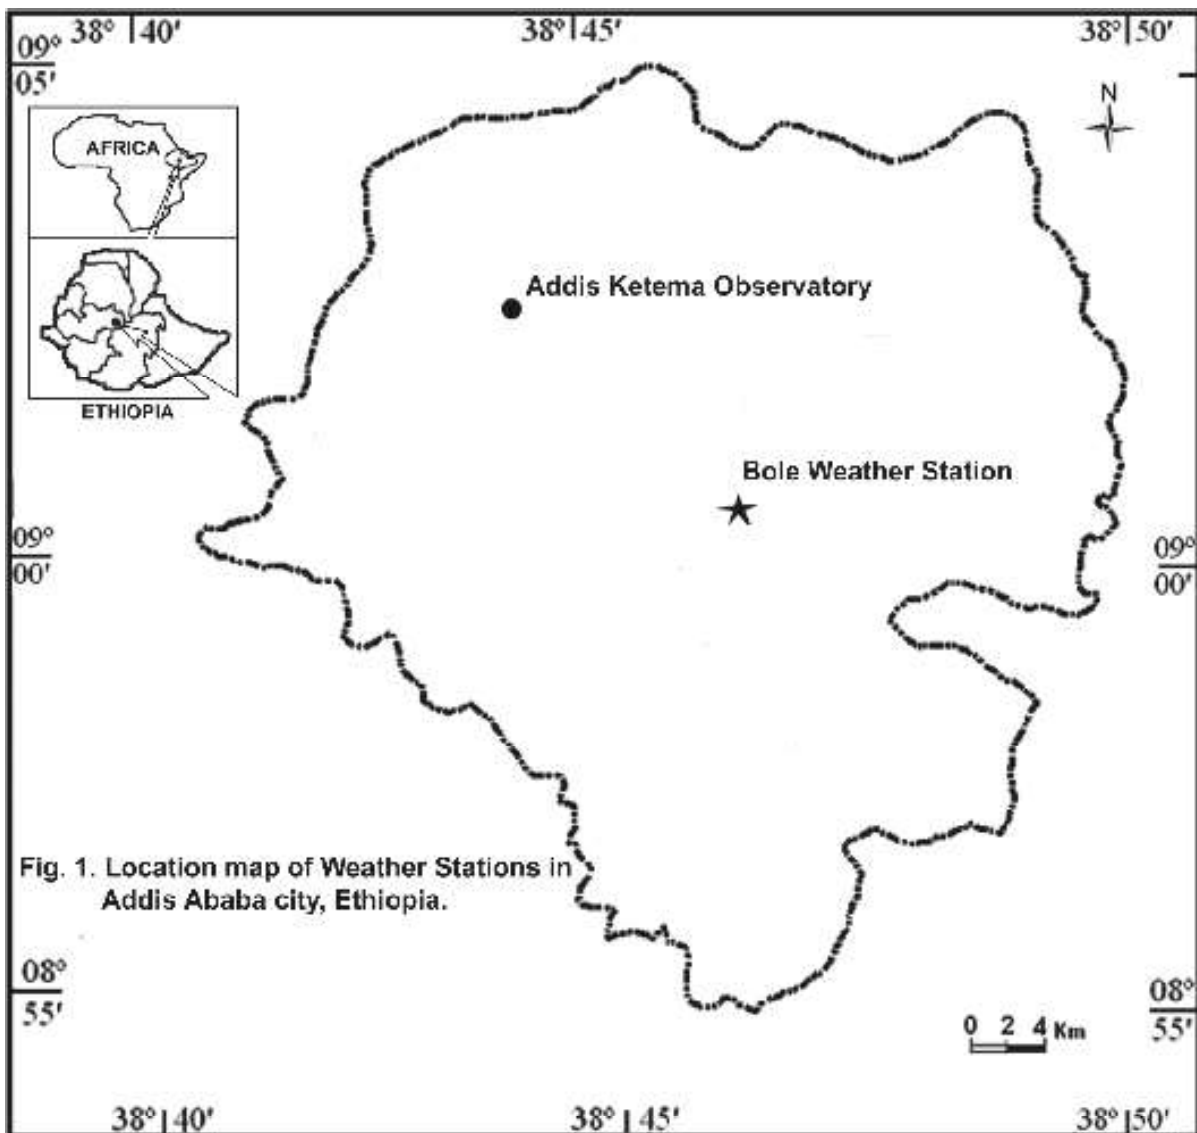 38° 40' 38° 45' 38° 50'
09°
05'
N
AFRICA
Addis Ketema Observatory
ETHIOPIA
Bole Weather Station
09°
00'
09°
00'
Fig. 1. Location map of Weather Stations in
Addis Ababa city, Ethiopia.
08°
55'
08°
55'
0 2 4 Km
38° 40' 38° 45' 38° 50'